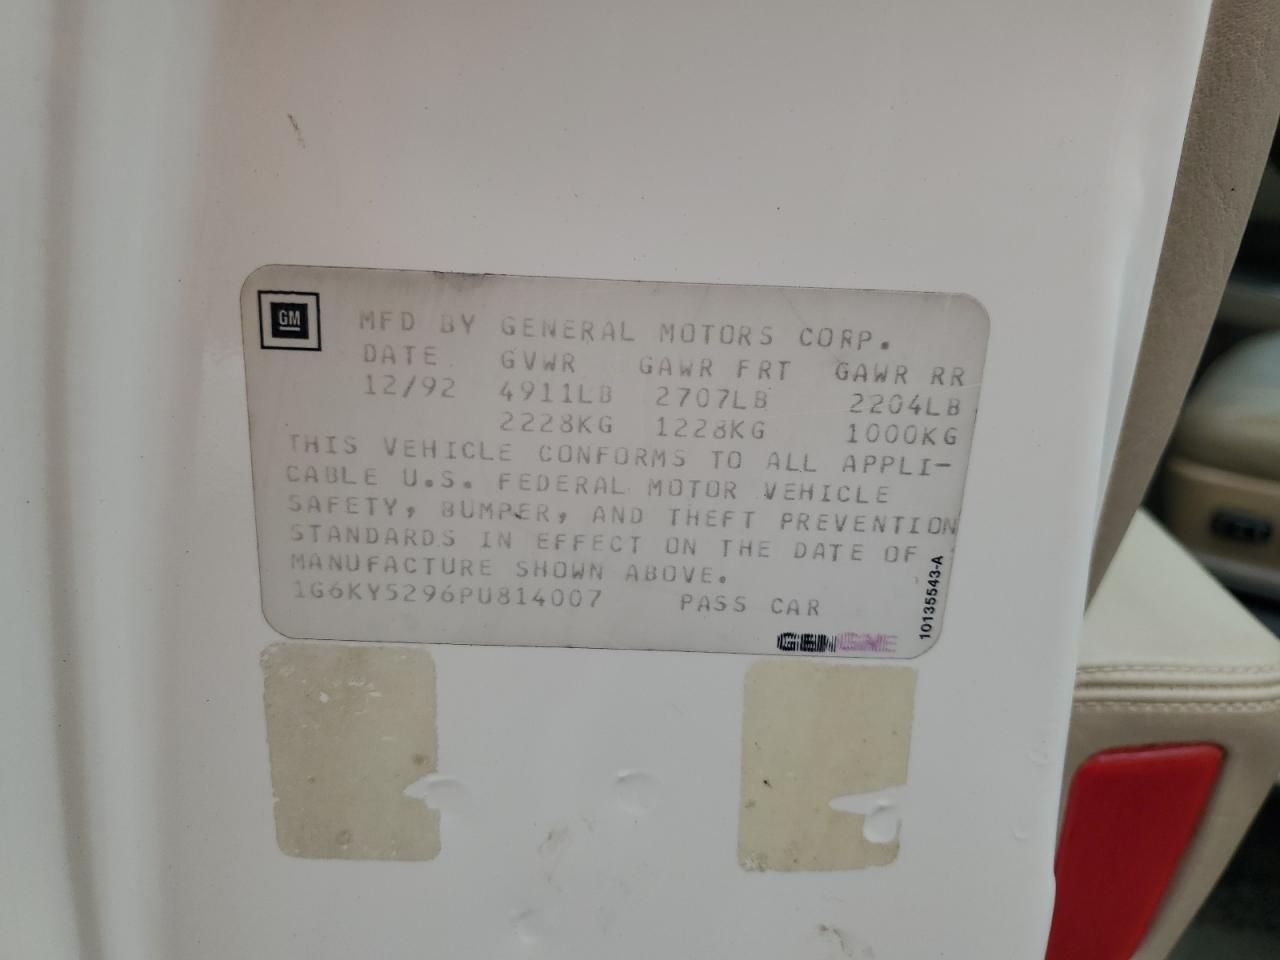 GM
MFD BY GENERAL MOTORS CORP.
DATE GVWR GAWR FRT GAWR RR
12/92 4911LB 2707LB 2204LB
2228KG 1228KG 1000KG
THIS VEHICLE CONFORMS TO ALL APPLI-
CABLE U.S. FEDERAL MOTOR VEHICLE
SAFETY, BUMPER, AND THEFT PREVENTION
STANDARDS IN EFFECT ON THE DATE OF
MANUFACTURE SHOWN ABOVE.
1G6KY5296PU814007 PASS CAR
10135543-A